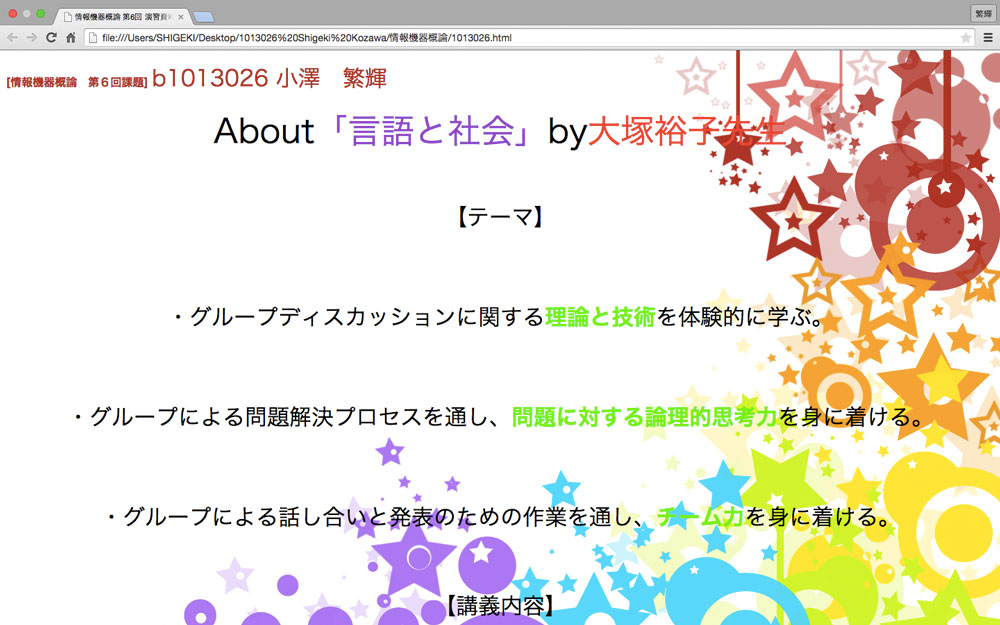 情報機器概論 第6回 演習資
繁輝
file:///Users/SHIGEKI/Desktop/1013026%20Shigeki%20Kozawa/情報機器概論/1013026.html
[情報機器概論　第６回課題] b1013026 小澤　繁輝
About「言語と社会」by大塚裕子先生
【テーマ】
・グループディスカッションに関する理論と技術を体験的に学ぶ。
・グループによる問題解決プロセスを通し、問題に対する論理的思考力を身に着ける。
・グループによる話し合いと発表のための作業を通し、チーム力を身に着ける。
【講義内容】